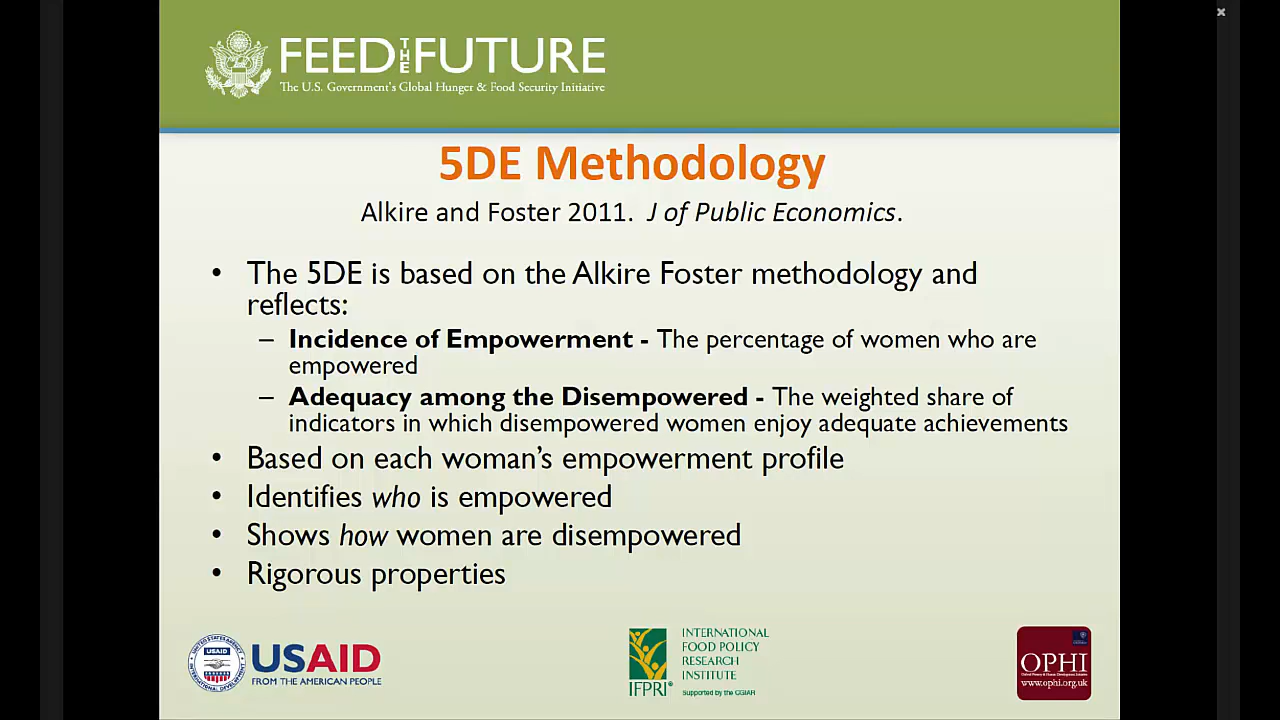 FEED THE FUTURE
The U.S. Government's Global Hunger & Food Security Initiative
5DE Methodology
Alkire and Foster 2011. J of Public Economics.
• The 5DE is based on the Alkire Foster methodology and
reflects:
– Incidence of Empowerment - The percentage of women who are
empowered
– Adequacy among the Disempowered - The weighted share of
indicators in which disempowered women enjoy adequate achievements
• Based on each woman's empowerment profile
• Identifies who is empowered
• Shows how women are disempowered
• Rigorous properties
USAID
USAID
FROM THE AMERICAN PEOPLE
IFPRI®
INTERNATIONAL
FOOD POLICY
RESEARCH
INSTITUTE
Supported by the CGIAR
OPHI
www.ophi.org.uk